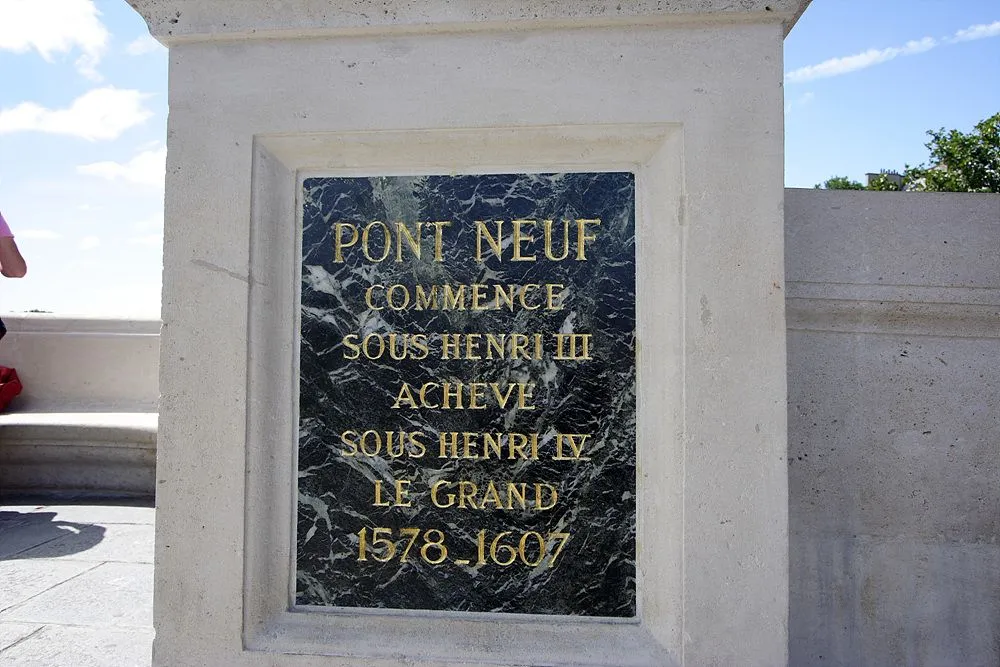 PONT NEUF
COMMENCE
SOUS HENRI III
ACHEVE
SOUS HENRI IV
LE GRAND
1578_1607